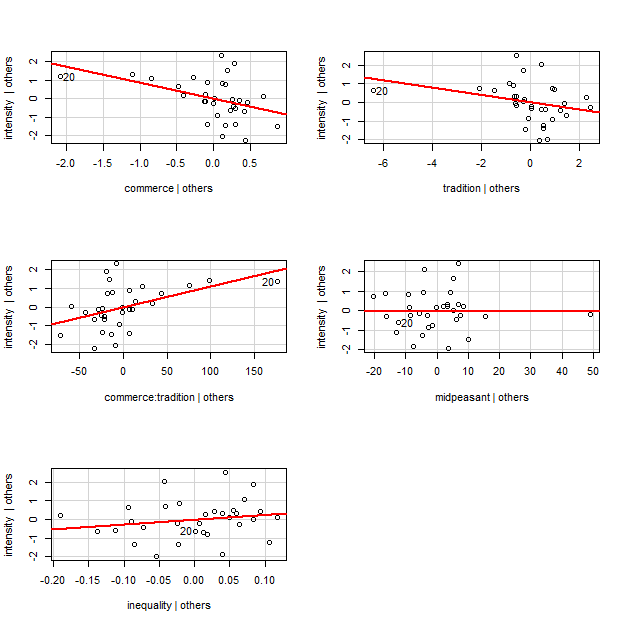 intensity | others
2
1
0
-1
-2
20
-2.0 -1.5 -1.0 -0.5 0.0 0.5
commerce | others
intensity | others
2
1
0
-1
-2
20
-6 -4 -2 0 2
tradition | others
intensity | others
2
1
0
-1
-2
20
-50 0 50 100 150
commerce:tradition | others
intensity | others
2
1
0
-1
-2
20
-20 -10 0 10 20 30 40 50
midpeasant | others
intensity | others
2
1
0
-1
-2
20
-0.20 -0.15 -0.10 -0.05 0.00 0.05 0.10
inequality | others